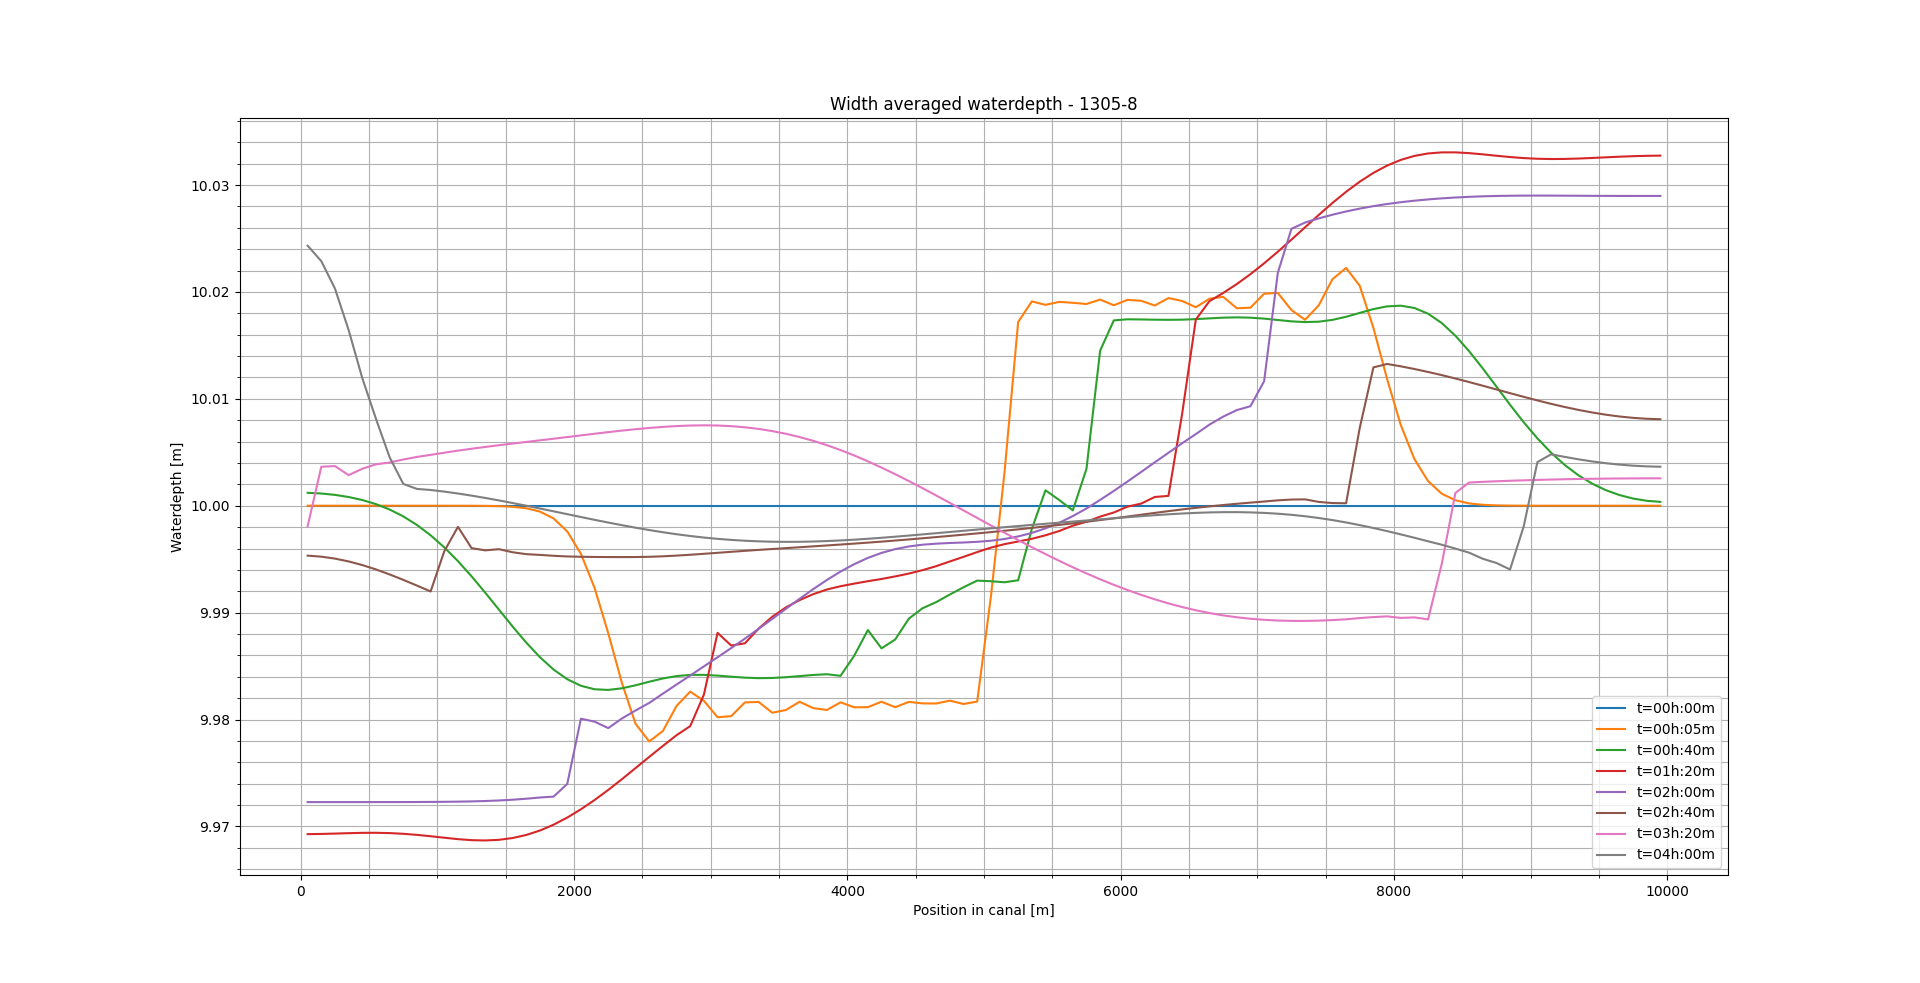 Width averaged waterdepth - 1305-8
Waterdepth [m]
10.03
10.02
10.01
10.00
9.99
9.98
9.97
0 2000 4000 6000 8000 10000
Position in canal [m]
t=00h:00m
t=00h:05m
t=00h:40m
t=01h:20m
t=02h:00m
t=02h:40m
t=03h:20m
t=04h:00m